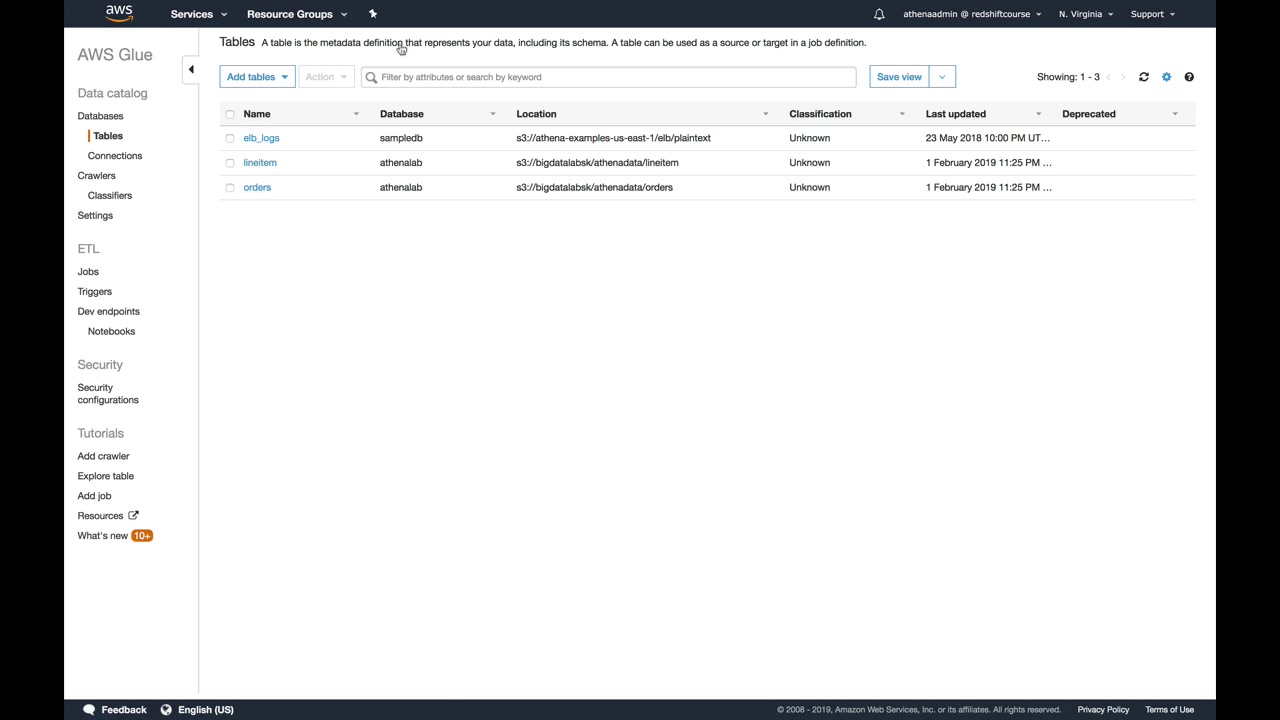 aws Services Resource Groups athenaadmin @ redshiftcourse N. Virginia Support
AWS Glue
Data catalog
Databases
Tables
Connections
Crawlers
Classifiers
Settings
ETL
Jobs
Triggers
Dev endpoints
Notebooks
Security
Security
configurations
Tutorials
Add crawler
Explore table
Add job
Resources
What's new 10+
Tables A table is the metadata definition that represents your data, including its schema. A table can be used as a source or target in a job definition.
Add tables Action Filter by attributes or search by keyword Save view Showing: 1 - 3
Name Database Location Classification Last updated Deprecated
elb_logs sampledb s3://athena-examples-us-east-1/elb/plaintext Unknown 23 May 2018 10:00 PM UT...
lineitem athenalab s3://bigdatalabsk/athenadata/lineitem Unknown 1 February 2019 11:25 PM ...
orders athenalab s3://bigdatalabsk/athenadata/orders Unknown 1 February 2019 11:25 PM ...
Feedback English (US) © 2008 - 2019, Amazon Web Services, Inc. or its affiliates. All rights reserved. Privacy Policy Terms of Use